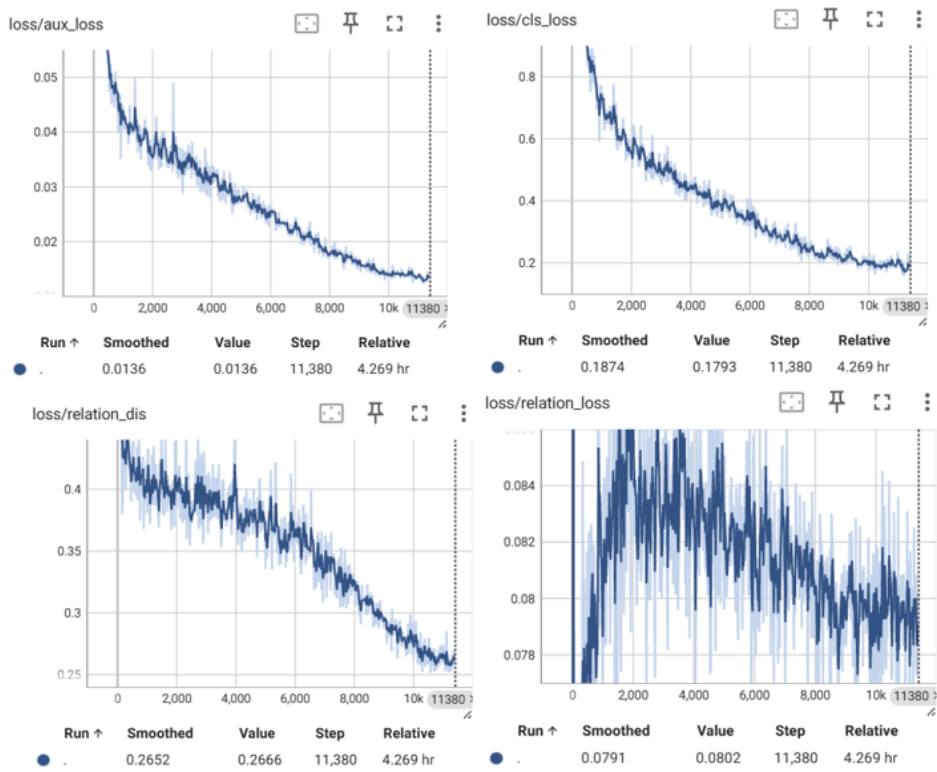 loss/aux_loss
0.05
0.04
0.03
0.02
0 2,000 4,000 6,000 8,000 10k 11380
Run ↑ Smoothed Value Step Relative
. 0.0136 0.0136 11,380 4.269 hr
loss/cls_loss
0.8
0.6
0.4
0.2
0 2,000 4,000 6,000 8,000 10k 11380
Run ↑ Smoothed Value Step Relative
. 0.1874 0.1793 11,380 4.269 hr
loss/relation_dis
0.4
0.35
0.3
0.25
0 2,000 4,000 6,000 8,000 10k 11380
Run ↑ Smoothed Value Step Relative
. 0.2652 0.2666 11,380 4.269 hr
loss/relation_loss
0.084
0.082
0.08
0.078
0 2,000 4,000 6,000 8,000 10k 11380
Run ↑ Smoothed Value Step Relative
. 0.0791 0.0802 11,380 4.269 hr